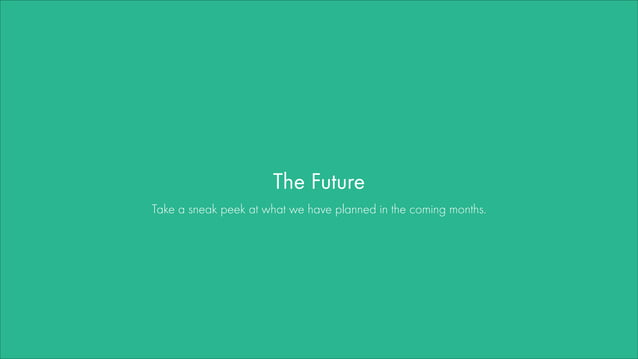 The Future
Take a sneak peek at what we have planned in the coming months.